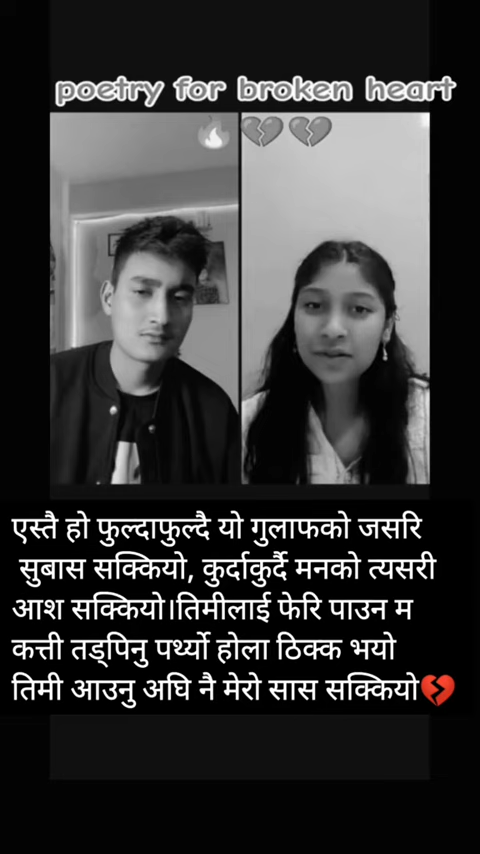 poetry for broken heart
🔥💔💔
एस्तै हो फुल्दाफुल्दै यो गुलाफको जसरि
सुबास सक्कियो, कुर्दाकुर्दै मनको त्यसरी
आश सक्कियो।तिमीलाई फेरि पाउन म
कत्ती तड्पिनु पर्थ्यो होला ठिक्क भयो
तिमी आउनु अघि नै मेरो सास सक्कियो💔